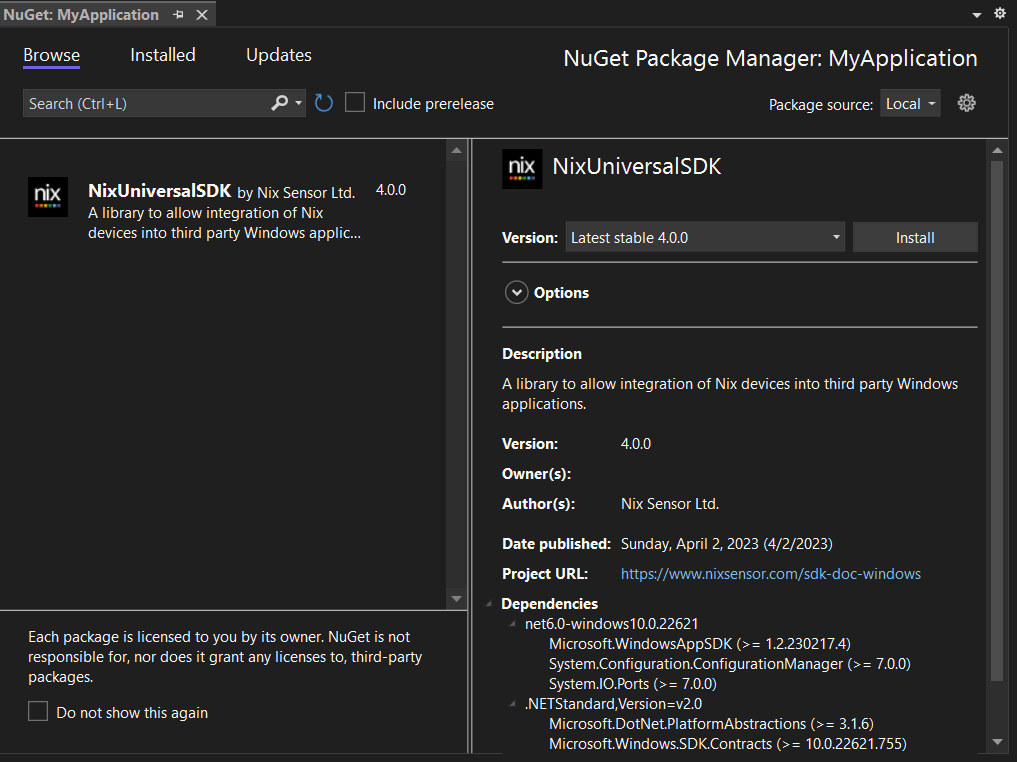 NuGet: MyApplication
Browse
Installed
Updates
NuGet Package Manager: MyApplication
Search (Ctrl+L)
Include prerelease
Package source:
Local
nix
NixUniversalSDK by Nix Sensor Ltd.
4.0.0
A library to allow integration of Nix
devices into third party Windows applic...
Each package is licensed to you by its owner. NuGet is not
responsible for, nor does it grant any licenses to, third-party
packages.
Do not show this again
nix
NixUniversalSDK
Version:
Latest stable 4.0.0
Install
Options
Description
A library to allow integration of Nix devices into third party Windows
applications.
Version: 4.0.0
Owner(s):
Author(s): Nix Sensor Ltd.
Date published: Sunday, April 2, 2023 (4/2/2023)
Project URL: https://www.nixsensor.com/sdk-doc-windows
Dependencies
net6.0-windows10.0.22621
Microsoft.WindowsAppSDK (>= 1.2.230217.4)
System.Configuration.ConfigurationManager (>= 7.0.0)
System.IO.Ports (>= 7.0.0)
.NETStandard,Version=v2.0
Microsoft.DotNet.PlatformAbstractions (>= 3.1.6)
Microsoft.Windows.SDK.Contracts (>= 10.0.22621.755)